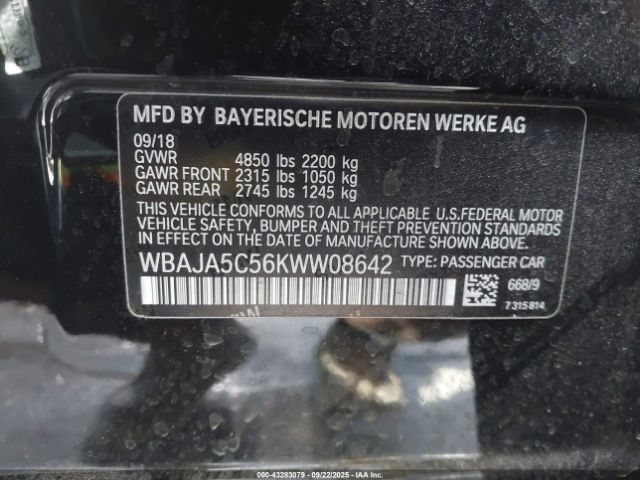 MFD BY BAYERISCHE MOTOREN WERKE AG
09/18
GVWR 4850 lbs 2200 kg
GAWR FRONT 2315 lbs 1050 kg
GAWR REAR 2745 lbs 1245 kg
THIS VEHICLE CONFORMS TO ALL APPLICABLE U.S.FEDERAL MOTOR
VEHICLE SAFETY, BUMPER AND THEFT PREVENTION STANDARDS
IN EFFECT ON THE DATE OF MANUFACTURE SHOWN ABOVE.
WBAJA5C56KWW08642 TYPE: PASSENGER CAR
668/9
7 315 814
000-43283079 - 09/22/2025 - IAAI.COM